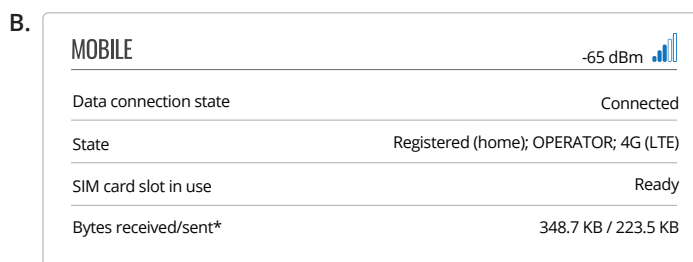 B.
MOBILE -65 dBm
Data connection state Connected
State Registered (home); OPERATOR; 4G (LTE)
SIM card slot in use Ready
Bytes received/sent* 348.7 KB / 223.5 KB